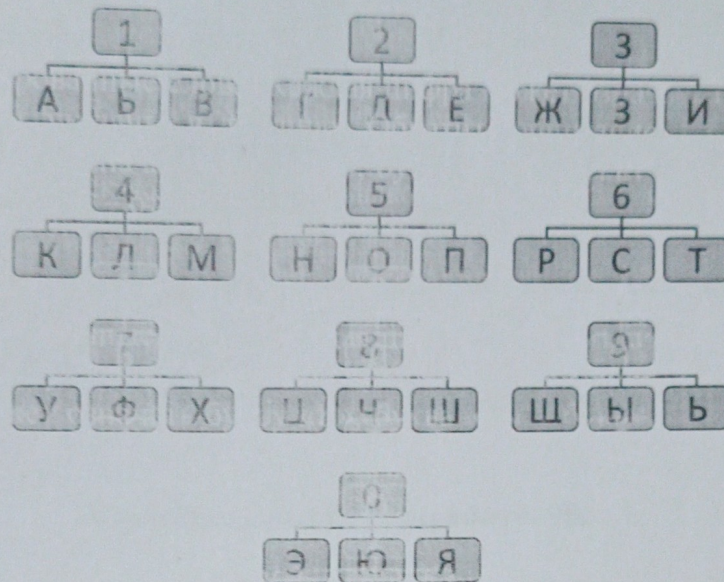 1 2 3
А Б В Г Д Е Ж З И
4 5 6
К Л М Н О П Р С Т
7 8 9
У Ф Х Ц Ч Ш Щ Ы Ь
0
Э Ю Я